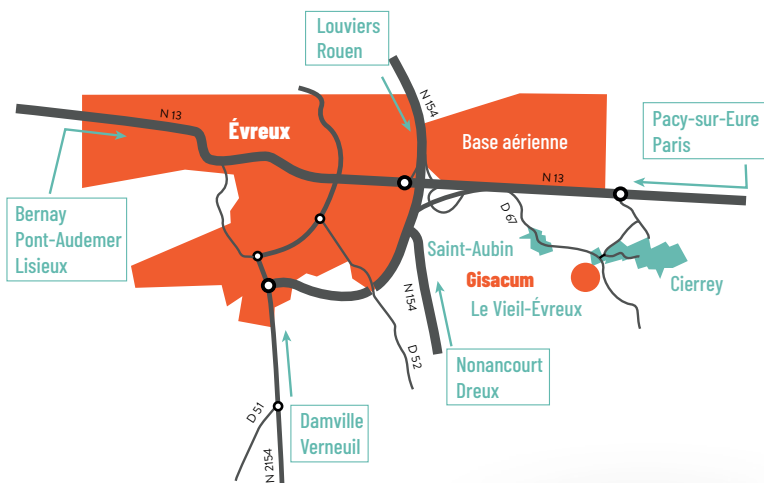 Louviers
Rouen
N 154
N 13
Évreux
Base aérienne
Pacy-sur-Eure
Paris
N 13
Bernay
Pont-Audemer
Lisieux
D 67
Saint-Aubin
Gisacum
Cierrey
Le Vieil-Évreux
N 154
D 52
Nonancourt
Dreux
D 51
Damville
Verneuil
N 2154